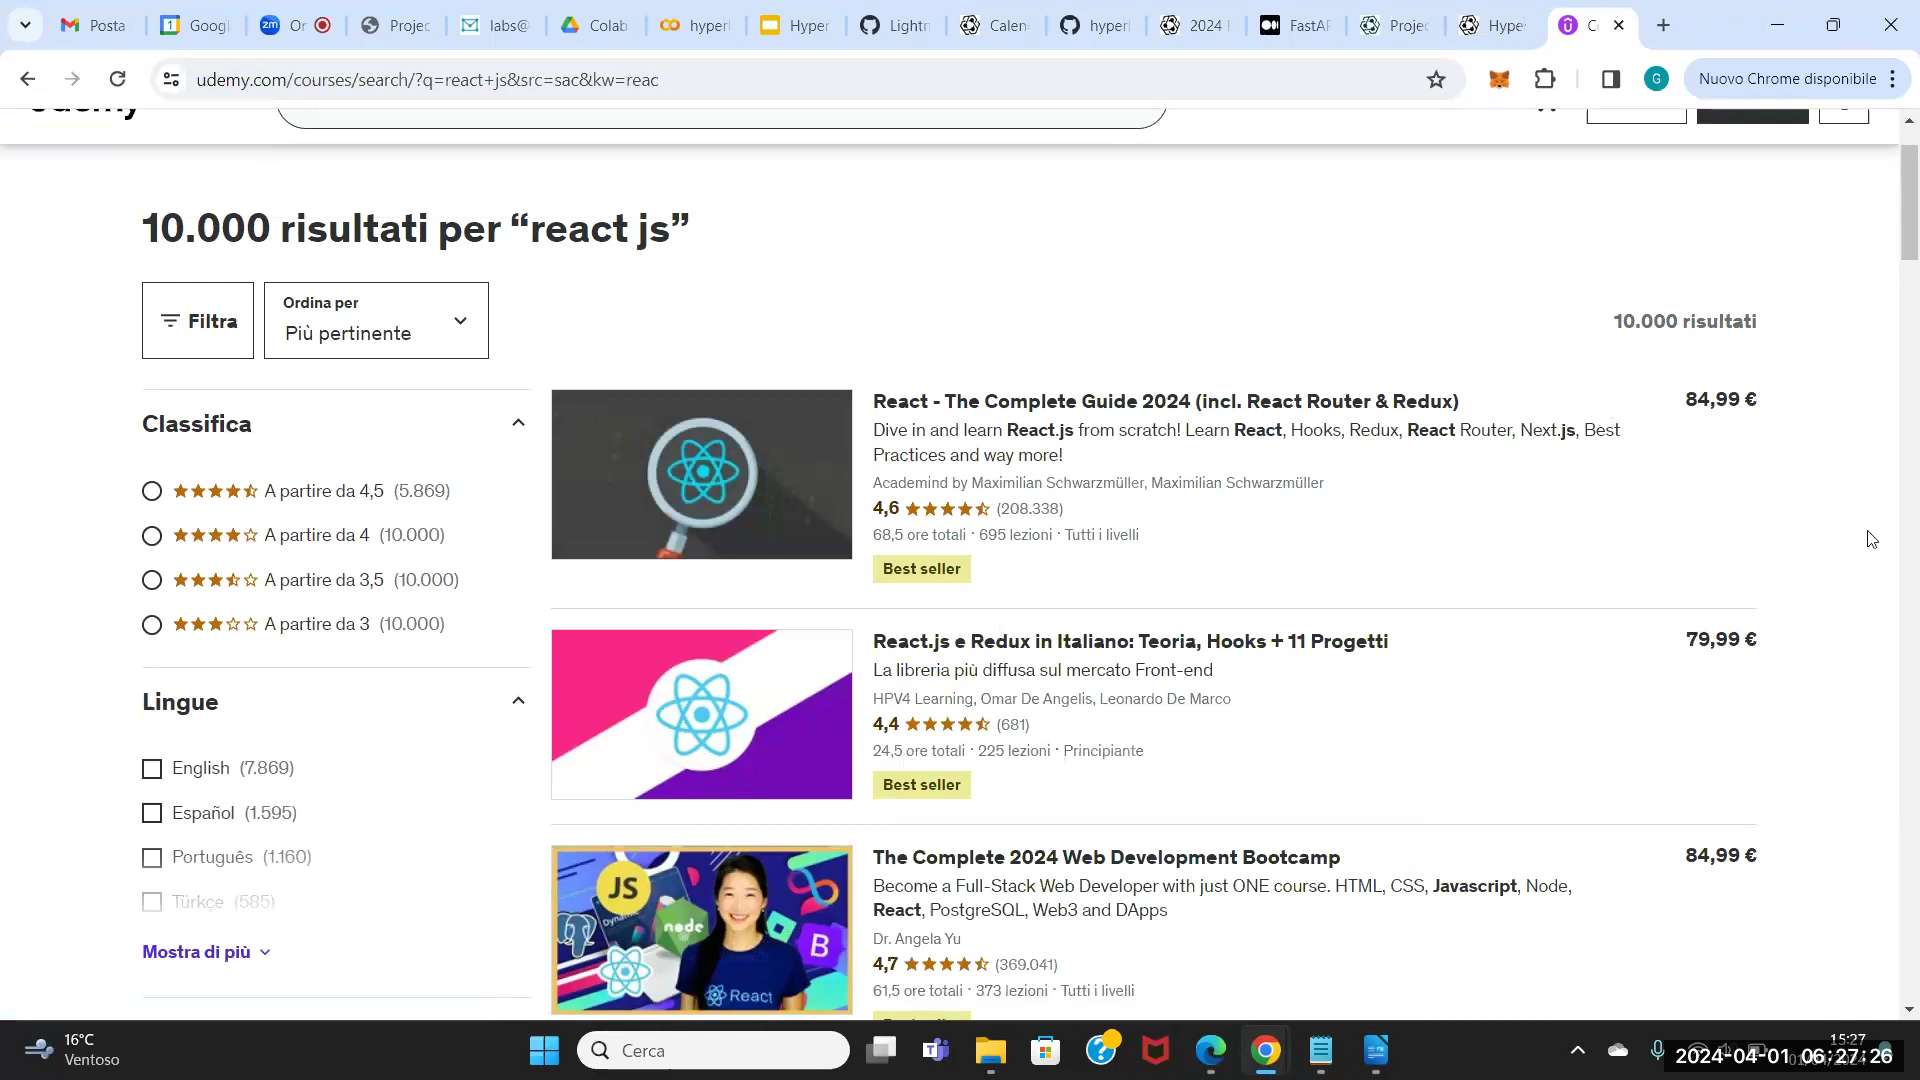 Posta
Googl
Or
Projec
labs@
Colab
hyperl
Hyper
Lightn
Calen
hyperl
2024
FastAP
Projec
Hyper
C
udemy.com/courses/search/?q=react+js&src=sac&kw=reac
G
Nuovo Chrome disponibile
10.000 risultati per “react js”
Filtra
Ordina per
Più pertinente
10.000 risultati
Classifica
A partire da 4,5 (5.869)
A partire da 4 (10.000)
A partire da 3,5 (10.000)
A partire da 3 (10.000)
Lingue
English (7.869)
Español (1.595)
Português (1.160)
Türkçe (585)
Mostra di più
React - The Complete Guide 2024 (incl. React Router & Redux)
84,99 €
Dive in and learn React.js from scratch! Learn React, Hooks, Redux, React Router, Next.js, Best
Practices and way more!
Academind by Maximilian Schwarzmüller, Maximilian Schwarzmüller
4,6 (208.338)
68,5 ore totali · 695 lezioni · Tutti i livelli
Best seller
React.js e Redux in Italiano: Teoria, Hooks + 11 Progetti
79,99 €
La libreria più diffusa sul mercato Front-end
HPV4 Learning, Omar De Angelis, Leonardo De Marco
4,4 (681)
24,5 ore totali · 225 lezioni · Principiante
Best seller
JS
node
B
React
The Complete 2024 Web Development Bootcamp
84,99 €
Become a Full-Stack Web Developer with just ONE course. HTML, CSS, Javascript, Node,
React, PostgreSQL, Web3 and DApps
Dr. Angela Yu
4,7 (369.041)
61,5 ore totali · 373 lezioni · Tutti i livelli
16°C
Ventoso
Cerca
15:27
2024-04-01 06:27:26